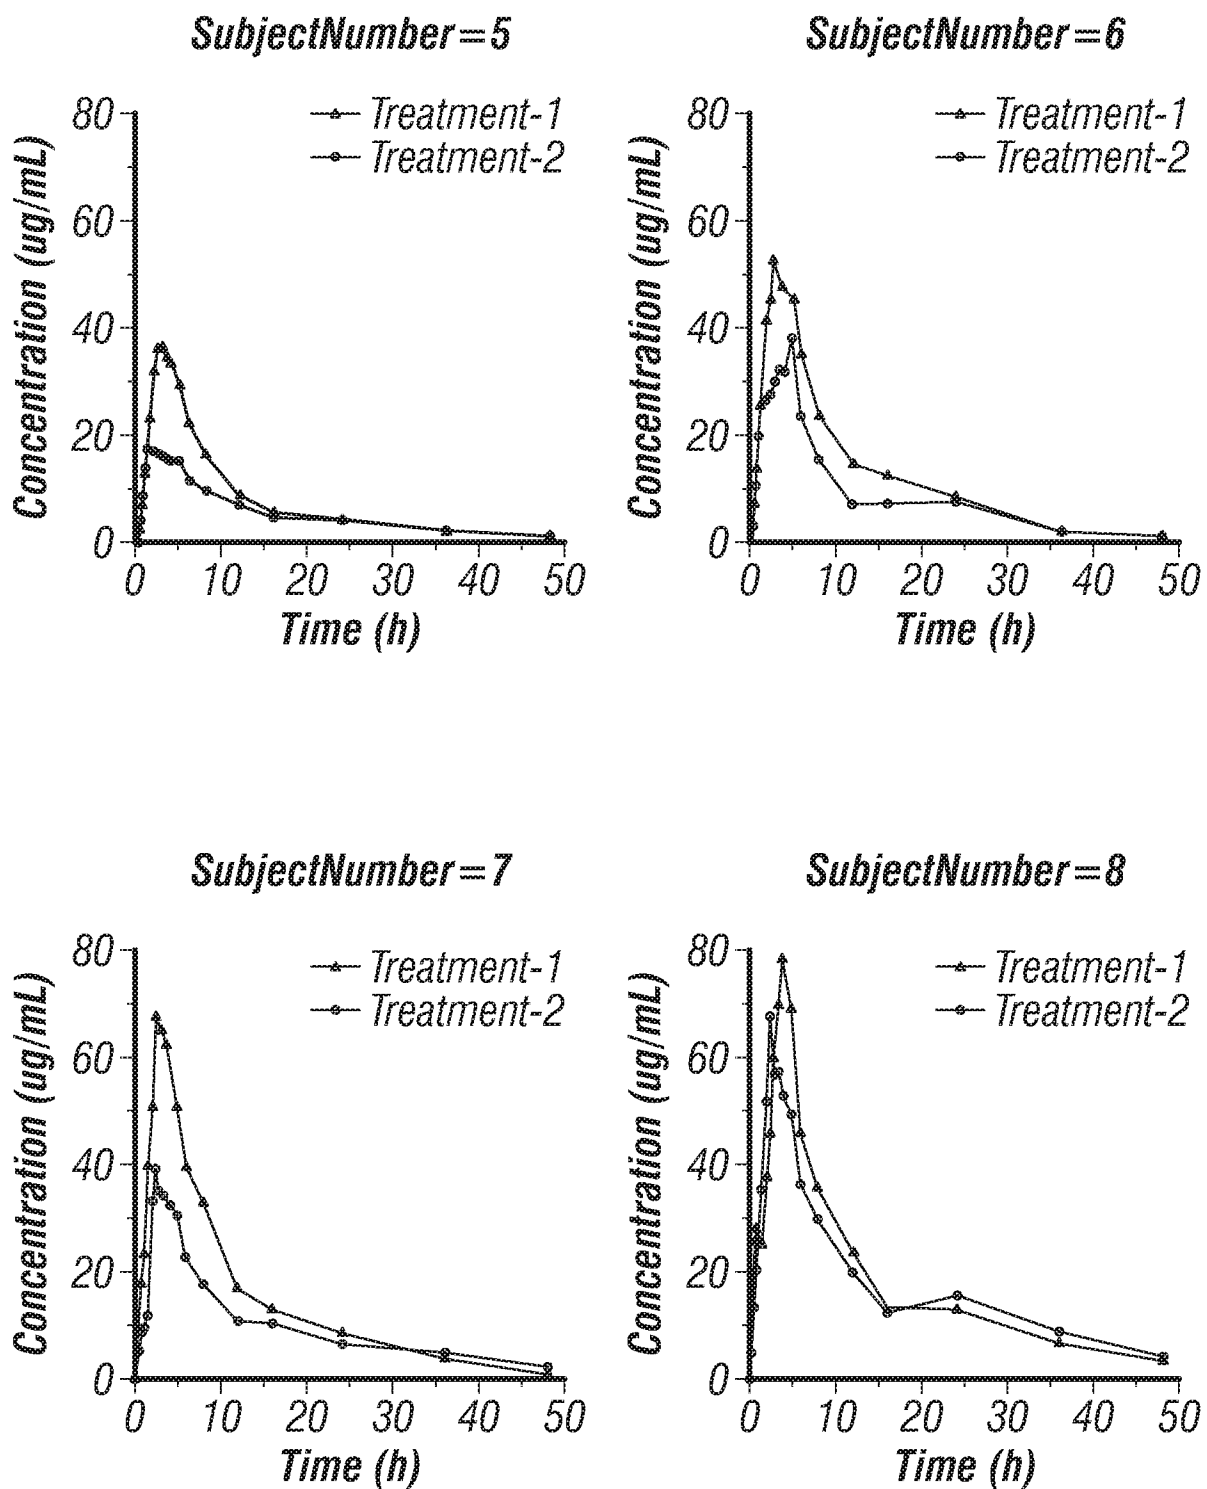 SubjectNumber=5
Treatment-1
Treatment-2
Concentration (ug/mL)
80
60
40
20
0
0 10 20 30 40 50
Time (h)
SubjectNumber=6
Treatment-1
Treatment-2
Concentration (ug/mL)
80
60
40
20
0
0 10 20 30 40 50
Time (h)
SubjectNumber=7
Treatment-1
Treatment-2
Concentration (ug/mL)
80
60
40
20
0
0 10 20 30 40 50
Time (h)
SubjectNumber=8
Treatment-1
Treatment-2
Concentration (ug/mL)
80
60
40
20
0
0 10 20 30 40 50
Time (h)